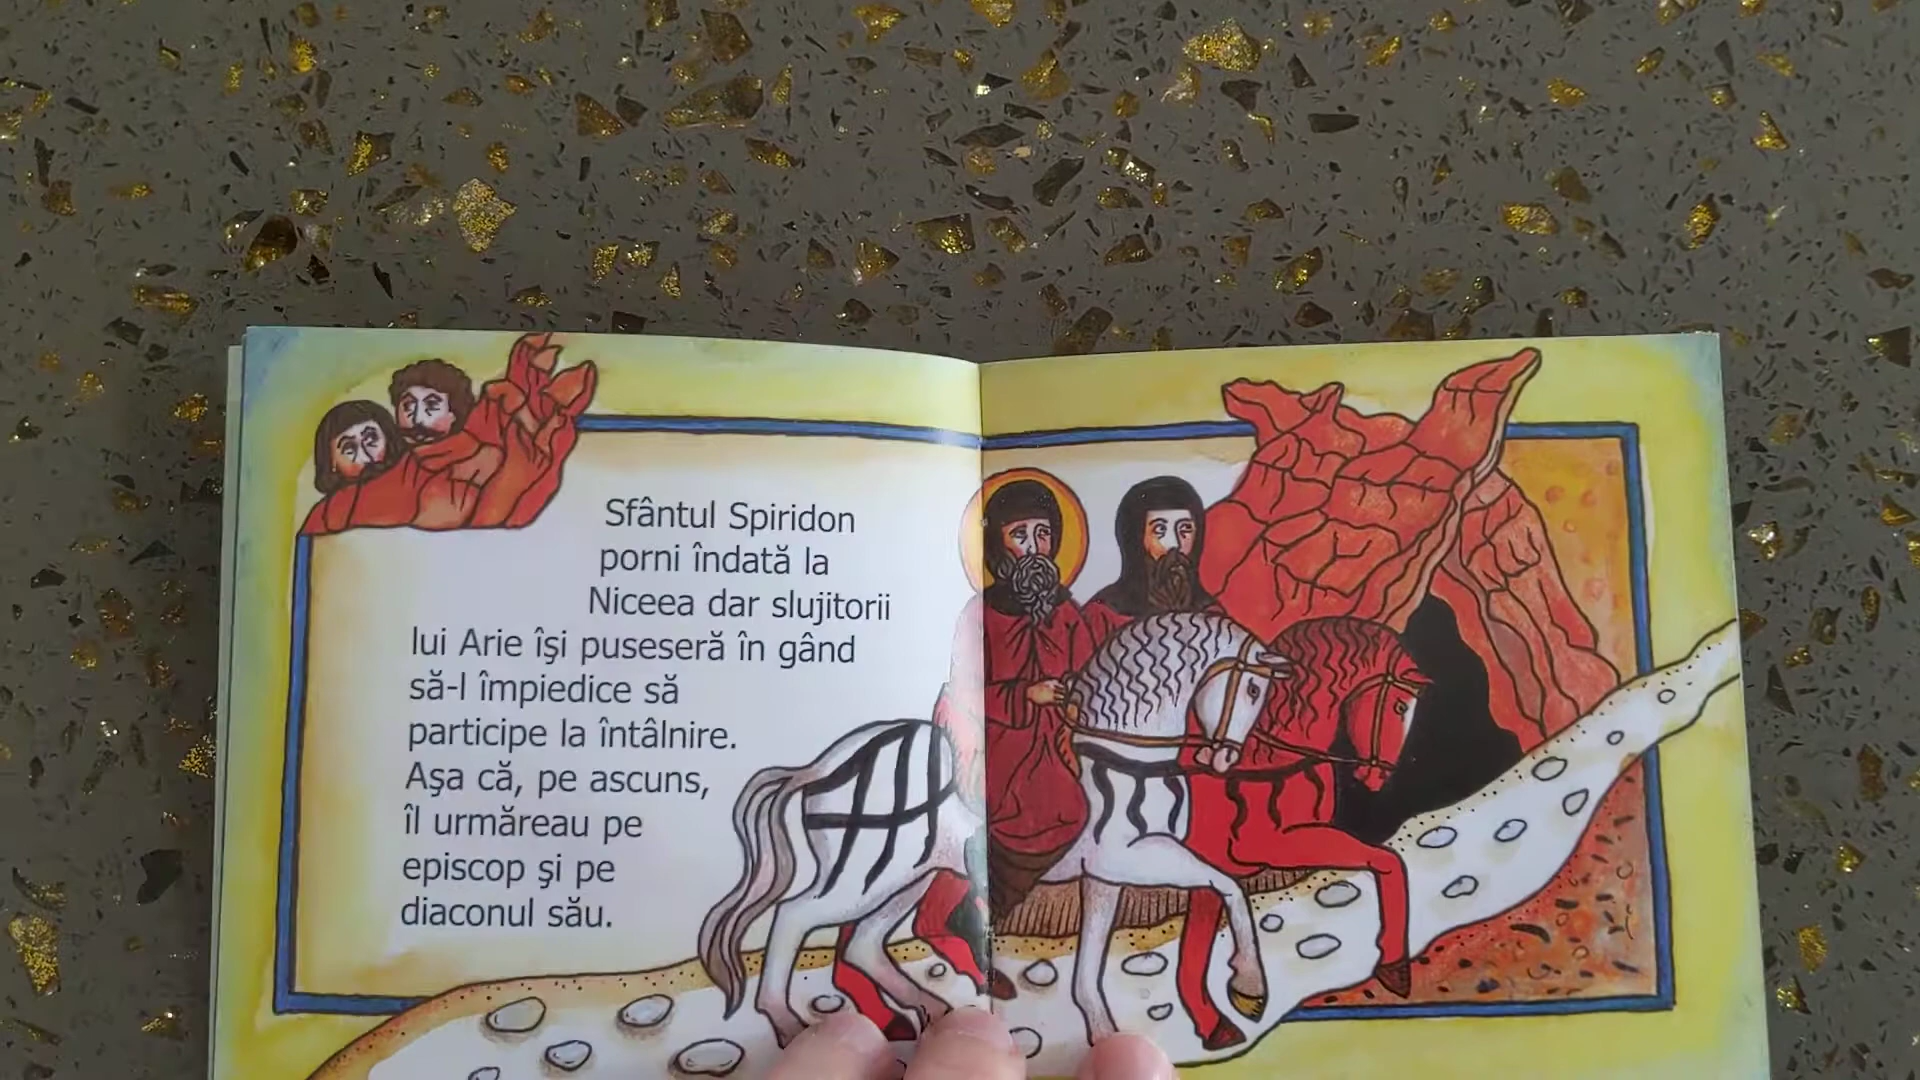 Sfântul Spiridon
porni îndată la
Niceea dar slujitorii
lui Arie îşi puseseră în gând
să-l împiedice să
participe la întâlnire.
Aşa că, pe ascuns,
îl urmăreau pe
episcop şi pe
diaconul său.